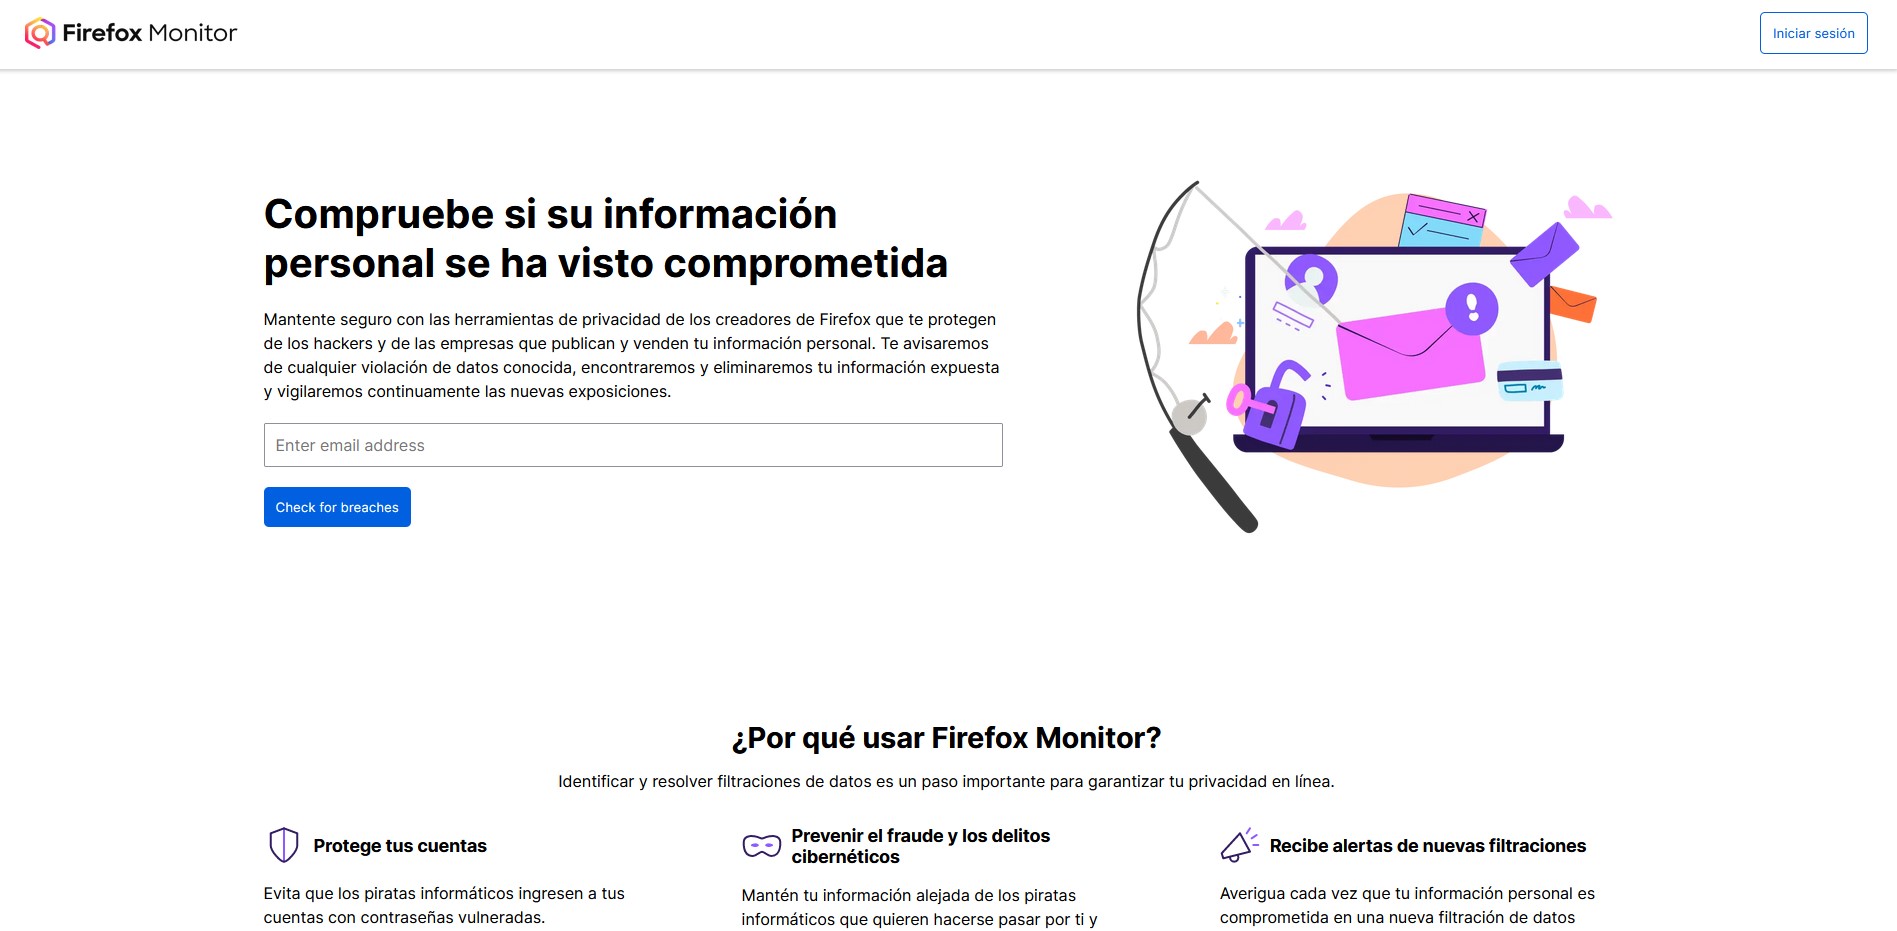 Firefox Monitor
Iniciar sesión
Compruebe si su información
personal se ha visto comprometida
Mantente seguro con las herramientas de privacidad de los creadores de Firefox que te protegen
de los hackers y de las empresas que publican y venden tu información personal. Te avisaremos
de cualquier violación de datos conocida, encontraremos y eliminaremos tu información expuesta
y vigilaremos continuamente las nuevas exposiciones.
Enter email address
Check for breaches
¿Por qué usar Firefox Monitor?
Identificar y resolver filtraciones de datos es un paso importante para garantizar tu privacidad en línea.
Protege tus cuentas
Evita que los piratas informáticos ingresen a tus
cuentas con contraseñas vulneradas.
Prevenir el fraude y los delitos
cibernéticos
Mantén tu información alejada de los piratas
informáticos que quieren hacerse pasar por ti y
Recibe alertas de nuevas filtraciones
Averigua cada vez que tu información personal es
comprometida en una nueva filtración de datos